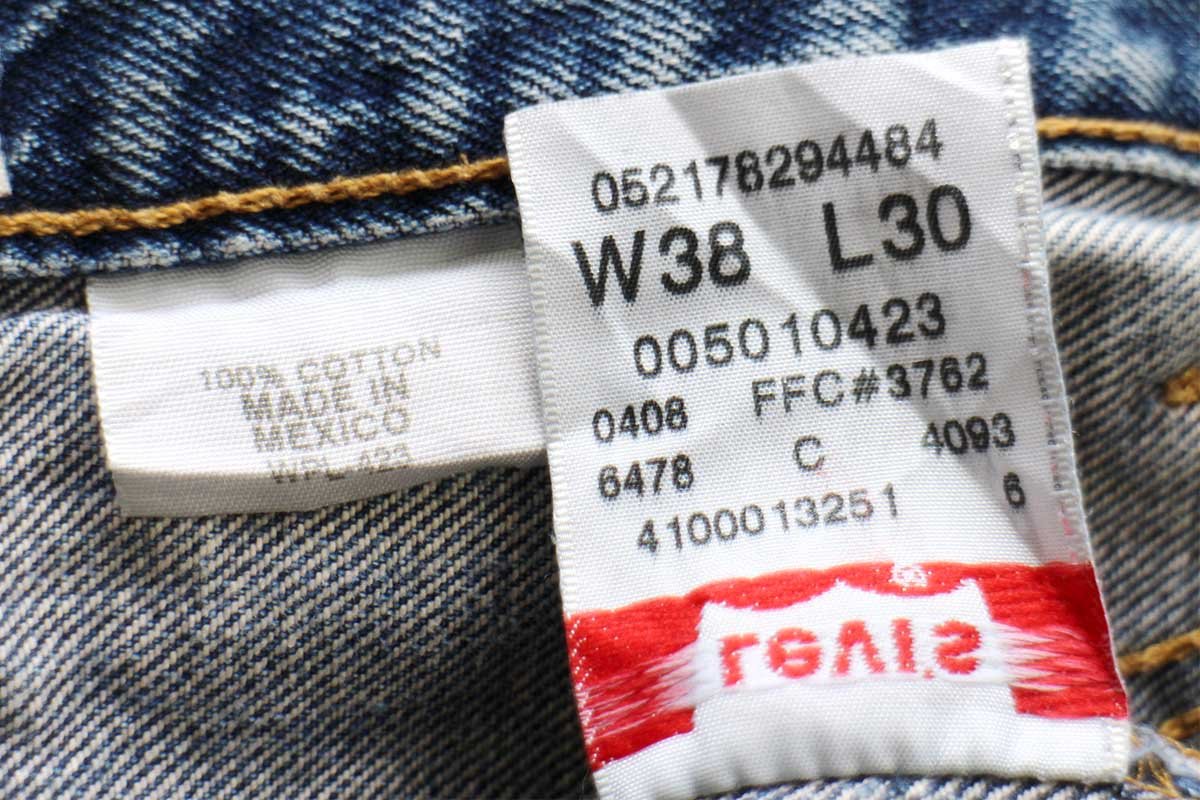 100% COTTON
MADE IN
MEXICO
WPL-423
052178294484
W38 L30
005010423
0408 FFC#3762
6478 C 4093
4100013251 6
Levi's